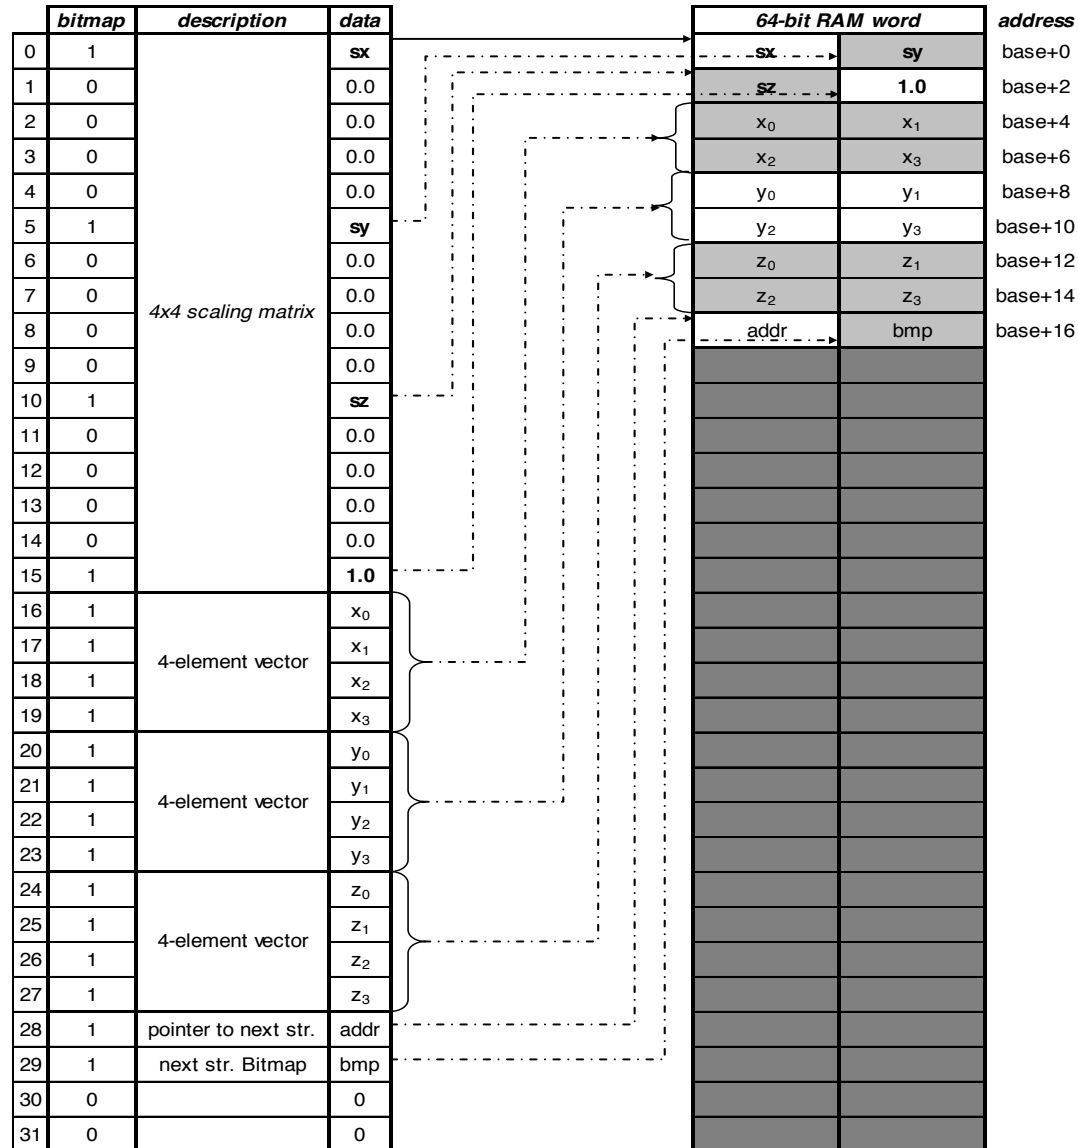 bitmap description data 64-bit RAM word address
0 1 sx sx sy base+0
1 0 0.0 sz 1.0 base+2
2 0 0.0 x₀ x₁ base+4
3 0 0.0 x₂ x₃ base+6
4 0 0.0 y₀ y₁ base+8
5 1 sy y₂ y₃ base+10
6 0 0.0 z₀ z₁ base+12
7 0 4x4 scaling matrix 0.0 z₂ z₃ base+14
8 0 0.0 addr bmp base+16
9 0 0.0
10 1 sz
11 0 0.0
12 0 0.0
13 0 0.0
14 0 0.0
15 1 1.0
16 1 x₀
17 1 4-element vector x₁
18 1 x₂
19 1 x₃
20 1 y₀
21 1 4-element vector y₁
22 1 y₂
23 1 y₃
24 1 z₀
25 1 4-element vector z₁
26 1 z₂
27 1 z₃
28 1 pointer to next str. addr
29 1 next str. Bitmap bmp
30 0 0
31 0 0